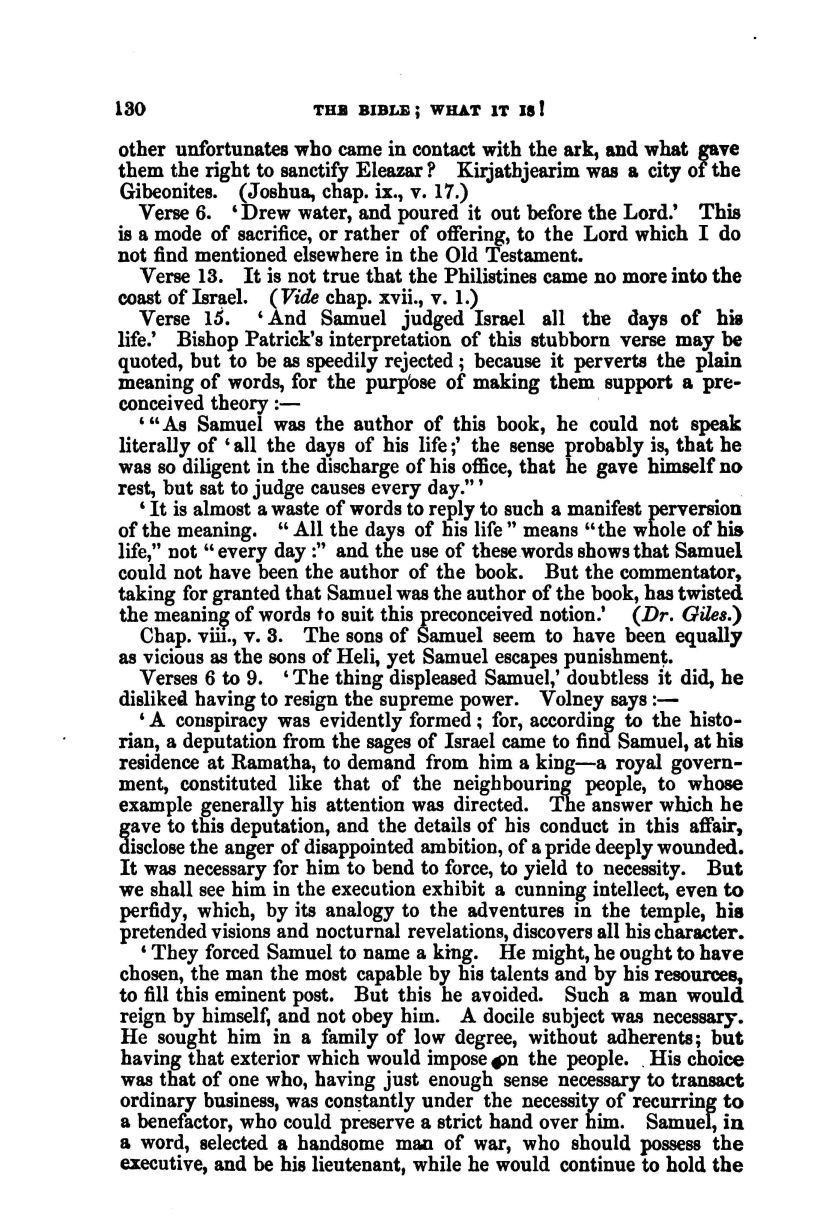 130 THE BIBLE; WHAT IT IS!
other unfortunates who came in contact with the ark, and what gave
them the right to sanctify Eleazar? Kirjathjearim was a city of the
Gibeonites. (Joshua, chap. ix., v. 17.)
Verse 6. ‘Drew water, and poured it out before the Lord.’ This
is a mode of sacrifice, or rather of offering, to the Lord which I do
not find mentioned elsewhere in the Old Testament.
Verse 13. It is not true that the Philistines came no more into the
coast of Israel. (Vide chap. xvii., v. 1.)
Verse 15. ‘And Samuel judged Israel all the days of his
life.’ Bishop Patrick's interpretation of this stubborn verse may be
quoted, but to be as speedily rejected; because it perverts the plain
meaning of words, for the purpose of making them support a pre-
conceived theory:—
‘“As Samuel was the author of this book, he could not speak
literally of ‘all the days of his life;’ the sense probably is, that he
was so diligent in the discharge of his office, that he gave himself no
rest, but sat to judge causes every day.”’
‘It is almost a waste of words to reply to such a manifest perversion
of the meaning. “All the days of his life” means “the whole of his
life,” not “every day:” and the use of these words shows that Samuel
could not have been the author of the book. But the commentator,
taking for granted that Samuel was the author of the book, has twisted
the meaning of words to suit this preconceived notion.’ (Dr. Giles.)
Chap. viii., v. 3. The sons of Samuel seem to have been equally
as vicious as the sons of Heli, yet Samuel escapes punishment.
Verses 6 to 9. ‘The thing displeased Samuel,’ doubtless it did, he
disliked having to resign the supreme power. Volney says:—
‘A conspiracy was evidently formed; for, according to the histo-
rian, a deputation from the sages of Israel came to find Samuel, at his
residence at Ramatha, to demand from him a king—a royal govern-
ment, constituted like that of the neighbouring people, to whose
example generally his attention was directed. The answer which he
gave to this deputation, and the details of his conduct in this affair,
disclose the anger of disappointed ambition, of a pride deeply wounded.
It was necessary for him to bend to force, to yield to necessity. But
we shall see him in the execution exhibit a cunning intellect, even to
perfidy, which, by its analogy to the adventures in the temple, his
pretended visions and nocturnal revelations, discovers all his character.
‘They forced Samuel to name a king. He might, he ought to have
chosen, the man the most capable by his talents and by his resources,
to fill this eminent post. But this he avoided. Such a man would
reign by himself, and not obey him. A docile subject was necessary.
He sought him in a family of low degree, without adherents; but
having that exterior which would impose on the people. His choice
was that of one who, having just enough sense necessary to transact
ordinary business, was constantly under the necessity of recurring to
a benefactor, who could preserve a strict hand over him. Samuel, in
a word, selected a handsome man of war, who should possess the
executive, and be his lieutenant, while he would continue to hold the